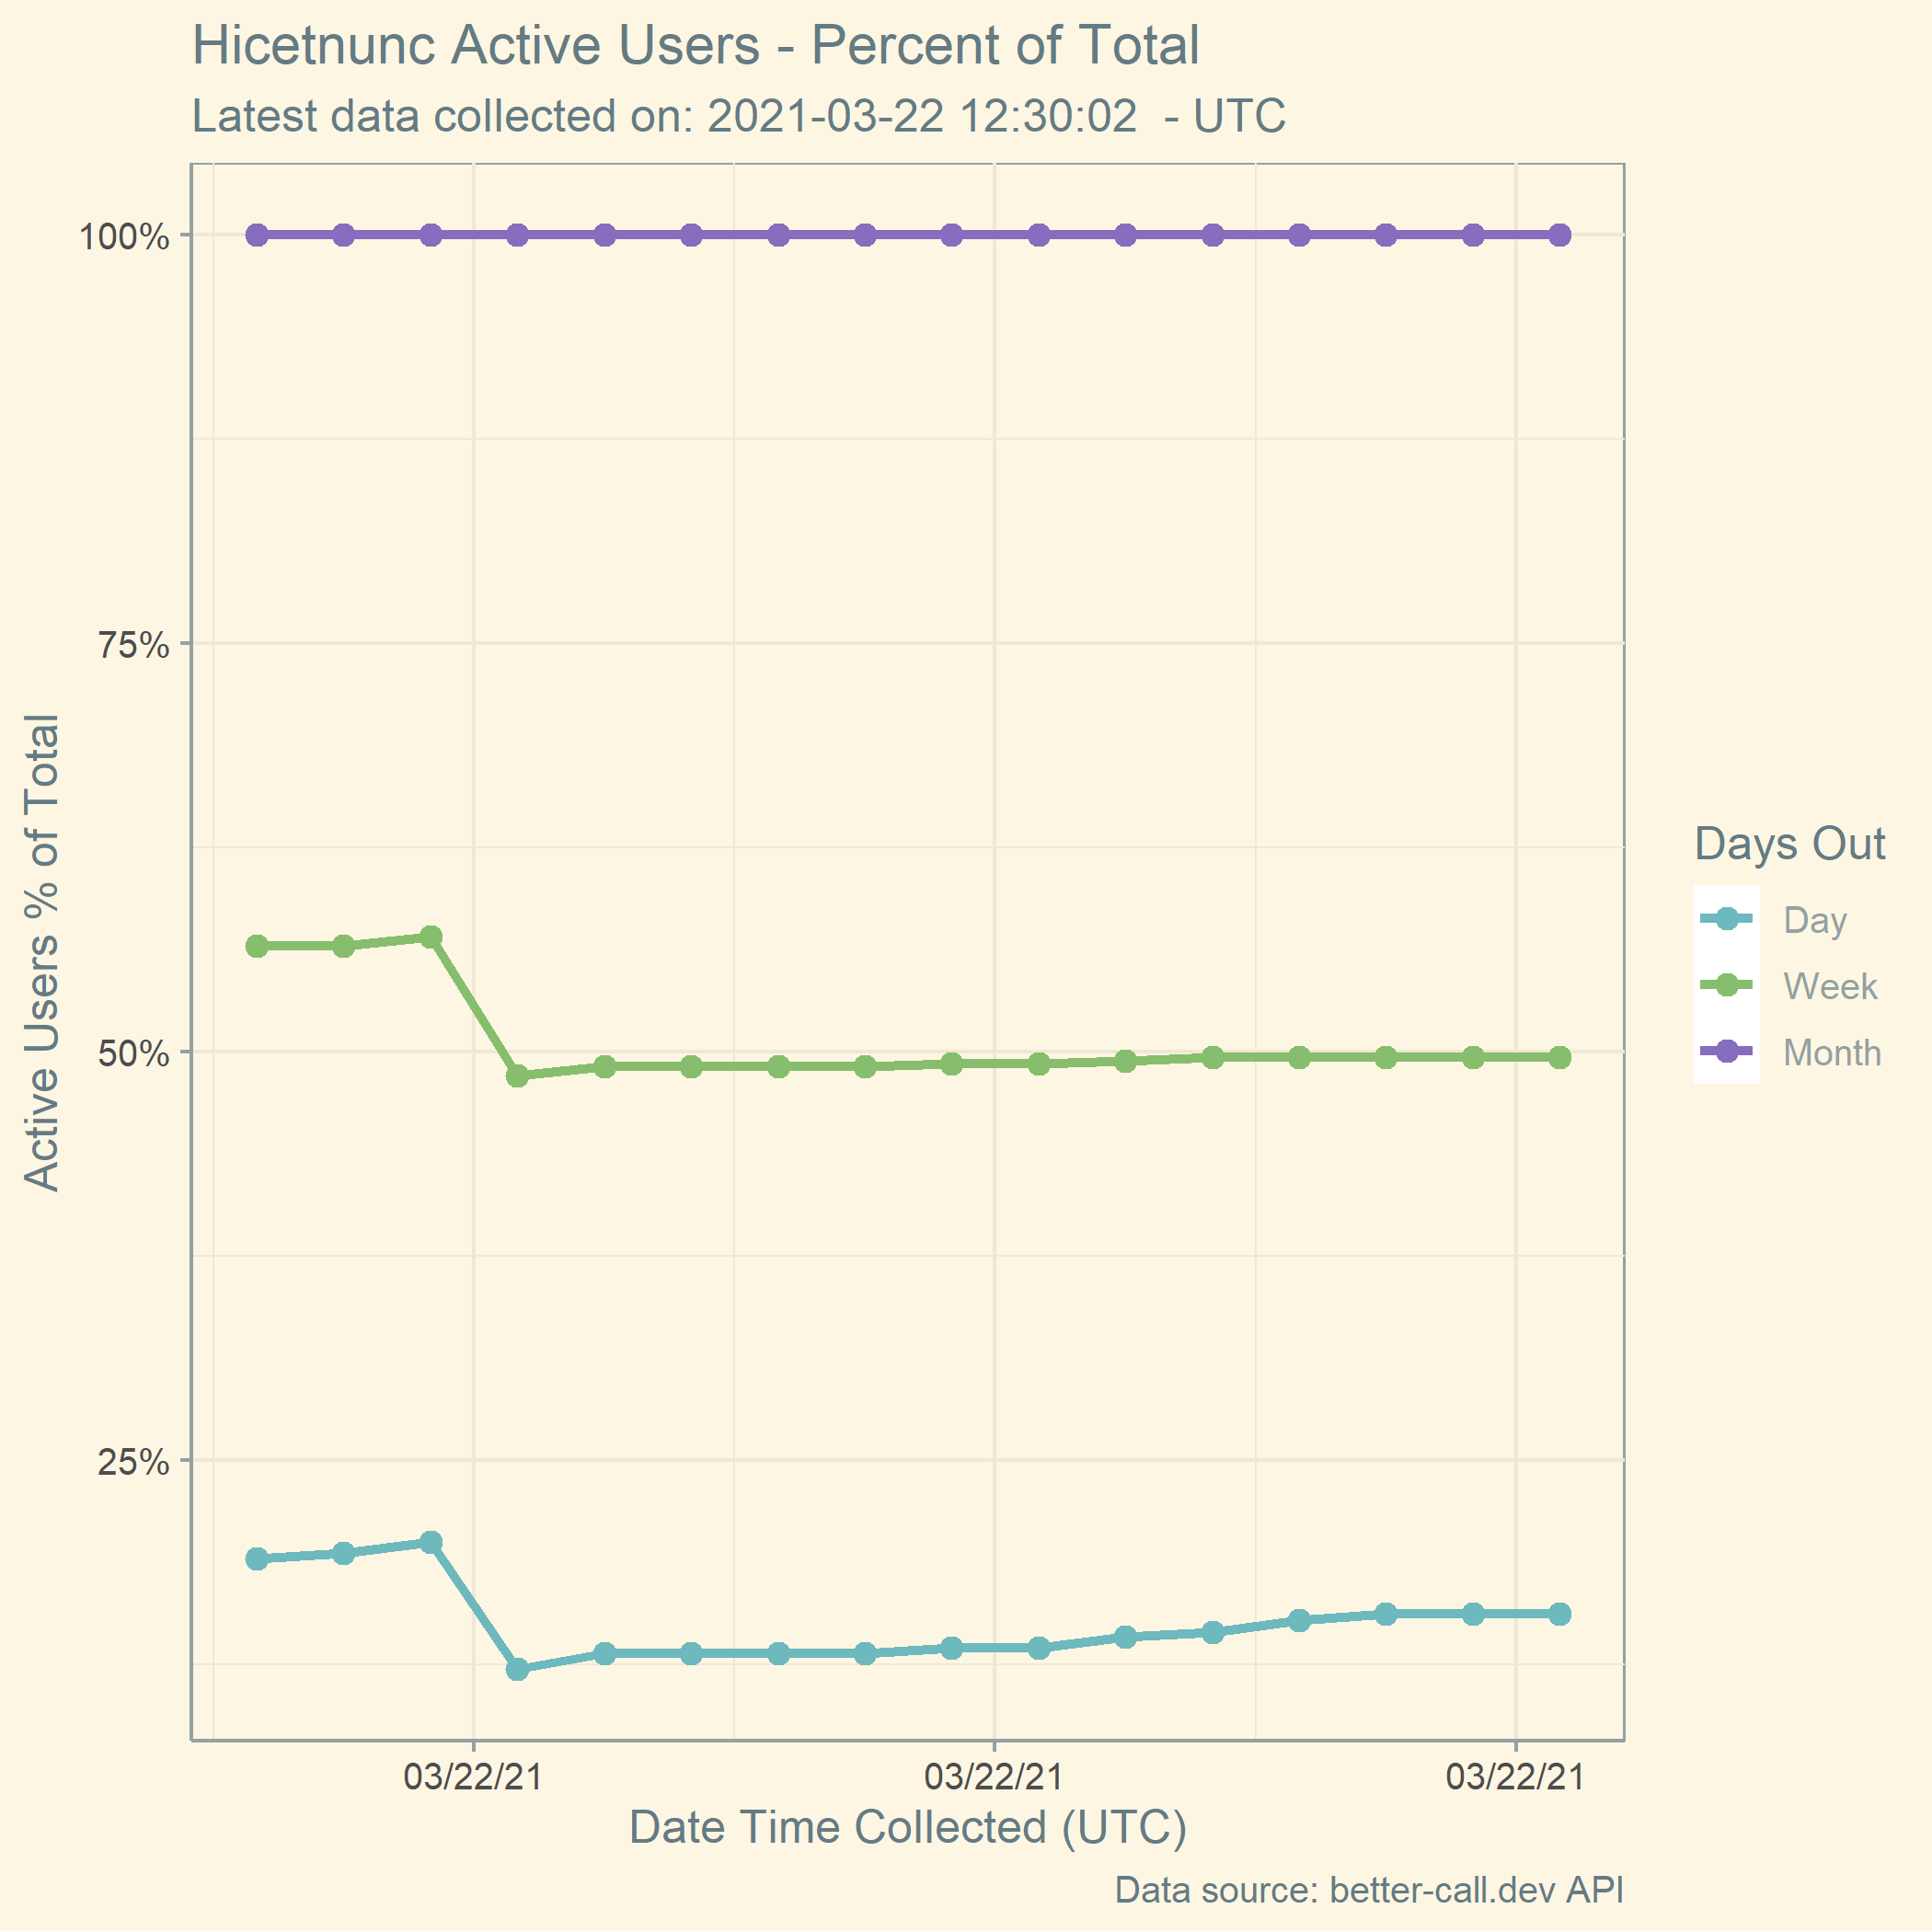 Hicetnunc Active Users - Percent of Total
Latest data collected on: 2021-03-22 12:30:02  - UTC
100%
75%
50%
25%
Active Users % of Total
Days Out
Day
Week
Month
03/22/21
03/22/21
03/22/21
Date Time Collected (UTC)
Data source: better-call.dev API